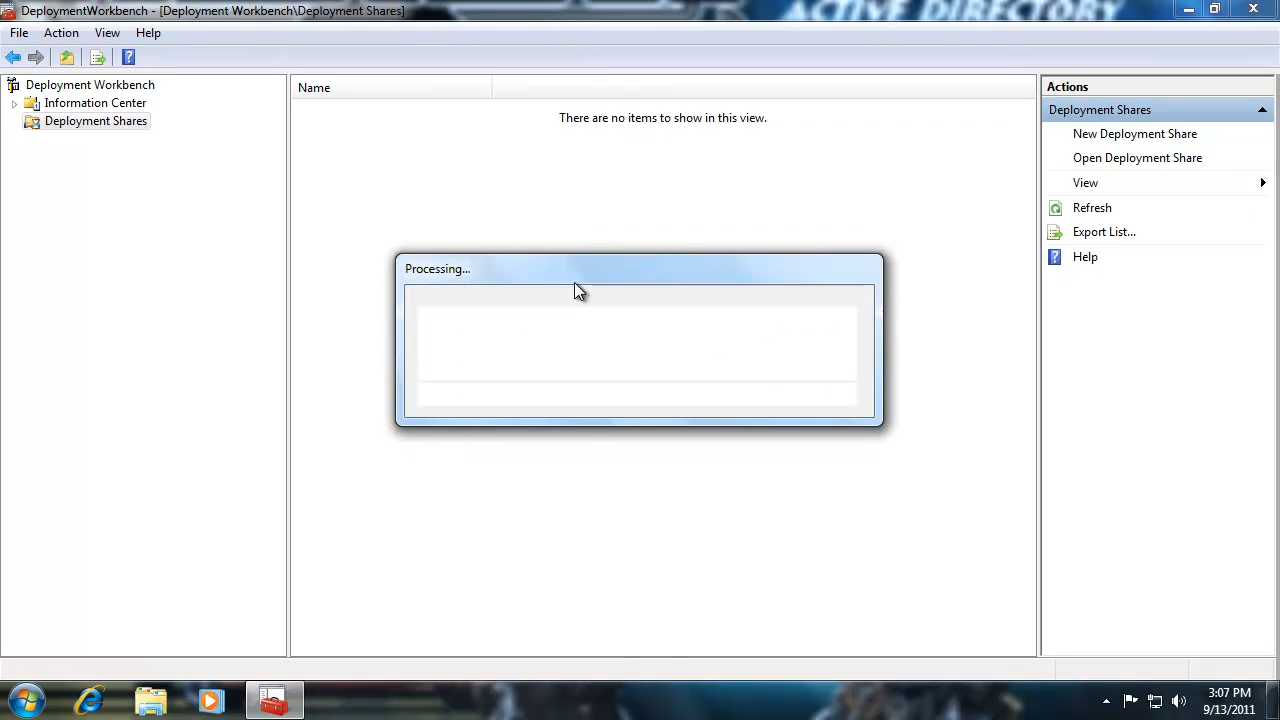 DeploymentWorkbench - [Deployment Workbench\Deployment Shares]
ACTIVE DIRECTORY
File Action View Help
Deployment Workbench
Information Center
Deployment Shares
Name
There are no items to show in this view.
Processing...
Actions
Deployment Shares
New Deployment Share
Open Deployment Share
View
Refresh
Export List...
Help
3:07 PM
9/13/2011